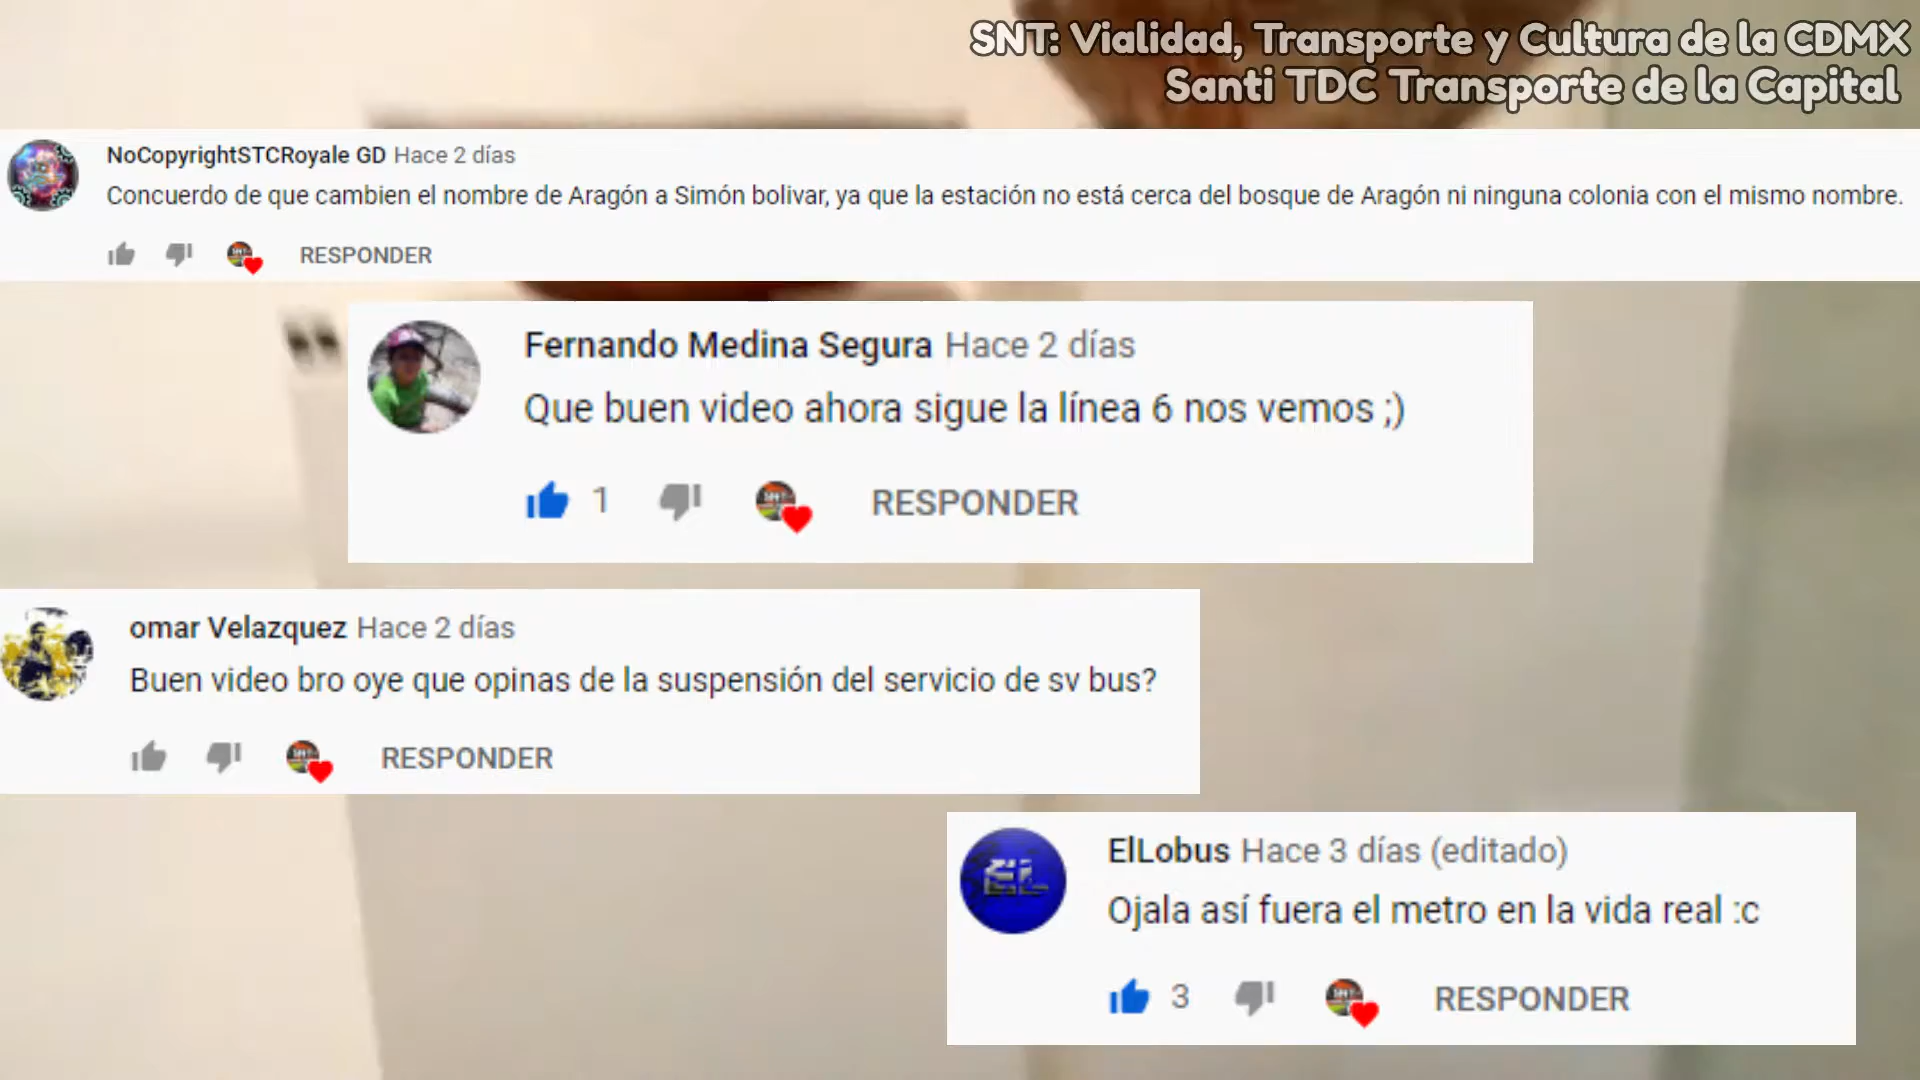 SNT: Vialidad, Transporte y Cultura de la CDMX
Santi TDC Transporte de la Capital
NoCopyrightSTCRoyale GD Hace 2 días
Concuerdo de que cambien el nombre de Aragón a Simón bolivar, ya que la estación no está cerca del bosque de Aragón ni ninguna colonia con el mismo nombre.
RESPONDER
Fernando Medina Segura Hace 2 días
Que buen video ahora sigue la línea 6 nos vemos ;)
1 RESPONDER
omar Velazquez Hace 2 días
Buen video bro oye que opinas de la suspensión del servicio de sv bus?
RESPONDER
EL
ElLobus Hace 3 días (editado)
Ojala así fuera el metro en la vida real :c
3 RESPONDER